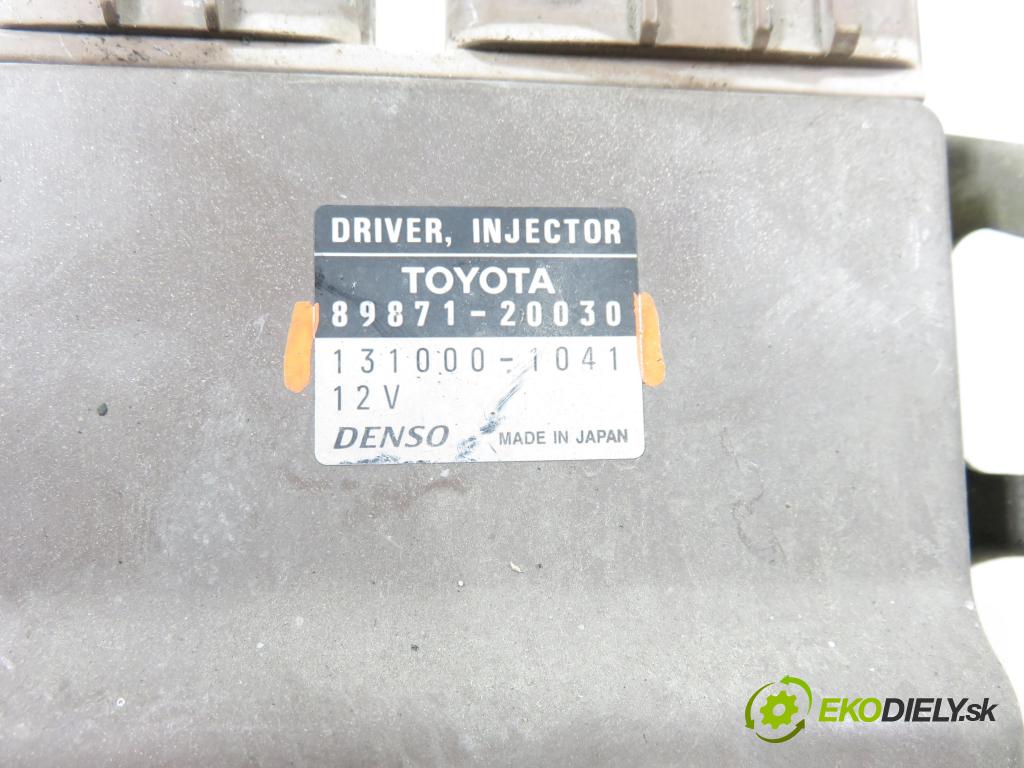 DRIVER, INJECTOR
TOYOTA
89871-20030
131000-1041
12V
DENSO MADE IN JAPAN
EKODIELY.sk